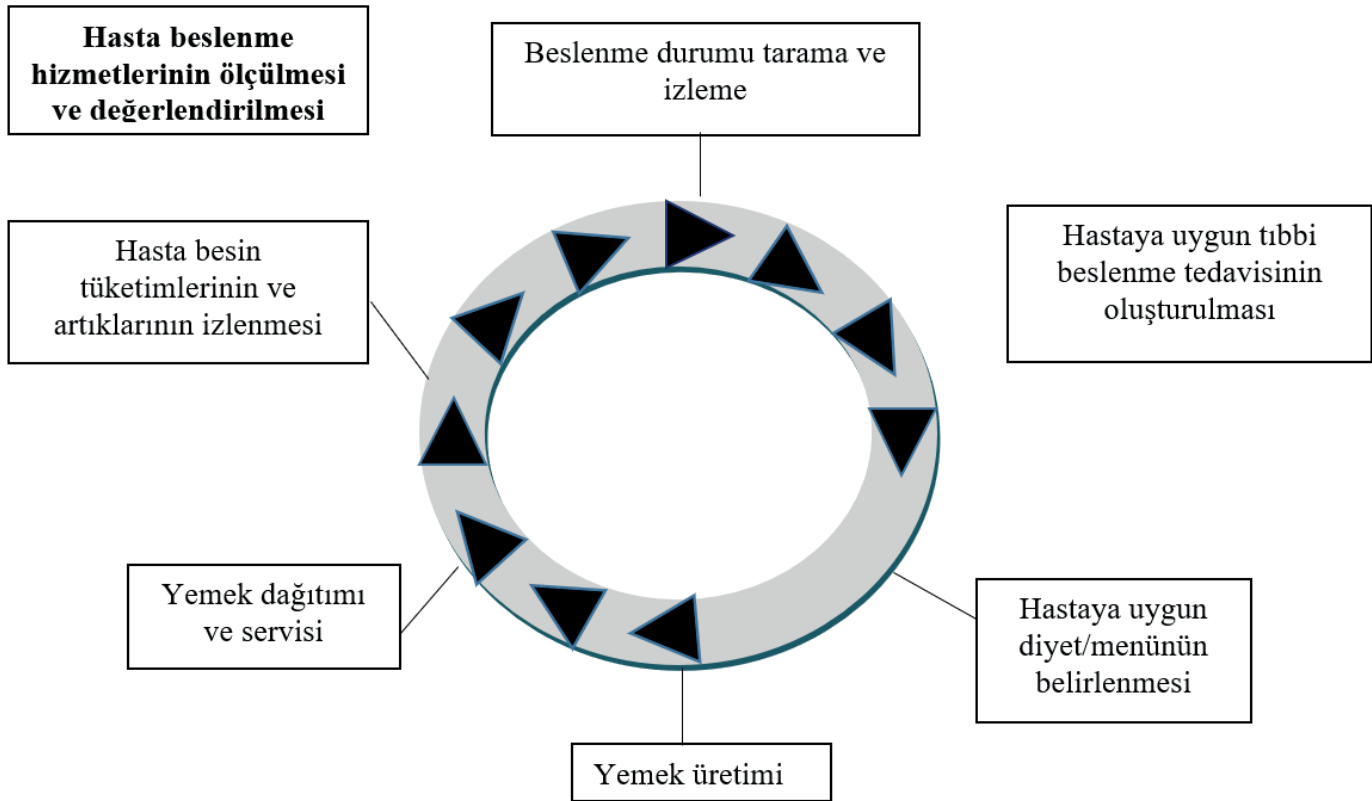 Hasta beslenme
hizmetlerinin ölçülmesi
ve değerlendirilmesi
Beslenme durumu tarama ve
izleme
Hastaya uygun tıbbi
beslenme tedavisinin
oluşturulması
Hasta besin
tüketimlerinin ve
artıklarının izlenmesi
Yemek dağıtımı
ve servisi
Hastaya uygun
diyet/menünün
belirlenmesi
Yemek üretimi